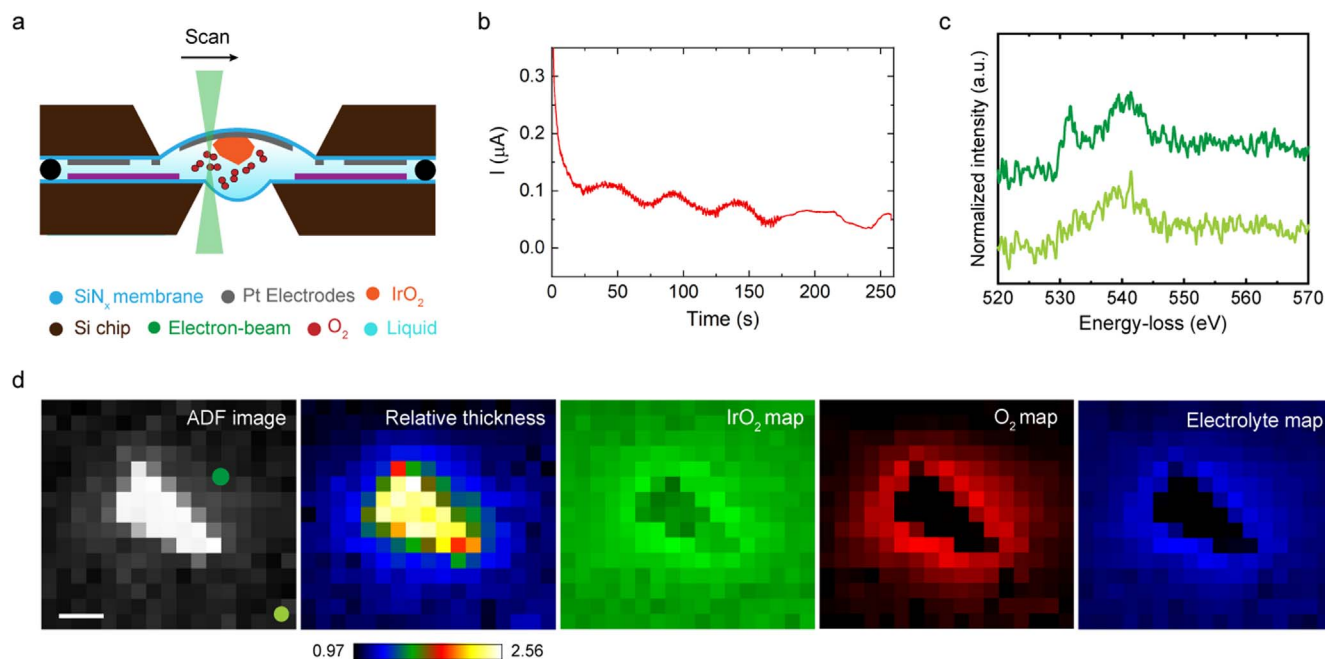 a
Scan
SiNx membrane
Pt Electrodes
IrO2
Si chip
Electron-beam
O2
Liquid
b
I (µA)
0.3
0.2
0.1
0.0
0 50 100 150 200 250
Time (s)
c
Normalized intensity (a.u.)
520 530 540 550 560 570
Energy-loss (eV)
d
ADF image
Relative thickness
IrO2 map
O2 map
Electrolyte map
0.97
2.56